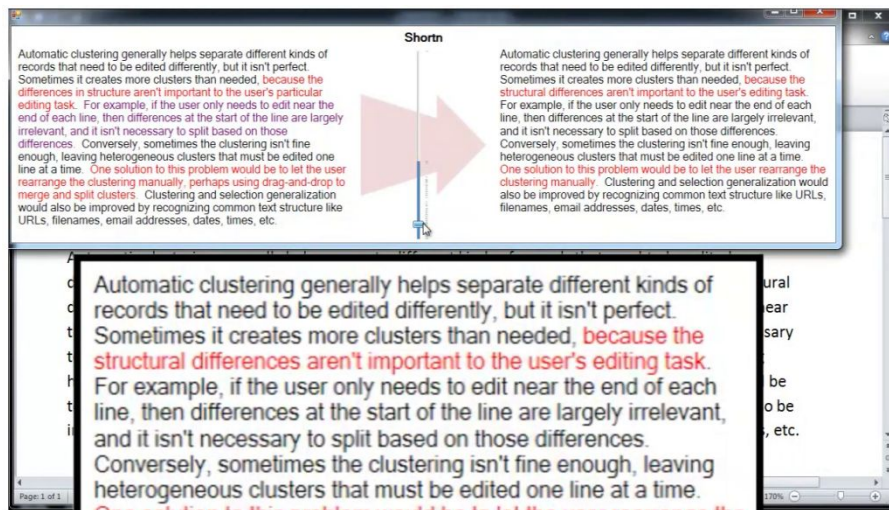 Shortn
Automatic clustering generally helps separate different kinds of
records that need to be edited differently, but it isn't perfect.
Sometimes it creates more clusters than needed, because the
differences in structure aren't important to the user's particular
editing task. For example, if the user only needs to edit near the
end of each line, then differences at the start of the line are largely
irrelevant, and it isn't necessary to split based on those
differences. Conversely, sometimes the clustering isn't fine
enough, leaving heterogeneous clusters that must be edited one
line at a time. One solution to this problem would be to let the user
rearrange the clustering manually, perhaps using drag-and-drop to
merge and split clusters. Clustering and selection generalization
would also be improved by recognizing common text structure like
URLs, filenames, email addresses, dates, times, etc.
Automatic clustering generally helps separate different kinds of
records that need to be edited differently, but it isn't perfect.
Sometimes it creates more clusters than needed, because the
structural differences aren't important to the user's editing task.
For example, if the user only needs to edit near the end of each
line, then differences at the start of the line are largely irrelevant,
and it isn't necessary to split based on those differences.
Conversely, sometimes the clustering isn't fine enough, leaving
heterogeneous clusters that must be edited one line at a time.
One solution to this problem would be to let the user rearrange the
clustering manually. Clustering and selection generalization would
also be improved by recognizing common text structure like URLs,
filenames, email addresses, dates, times, etc.
Automatic clustering generally helps separate different kinds of
records that need to be edited differently, but it isn't perfect.
Sometimes it creates more clusters than needed, because the
structural differences aren't important to the user's editing task.
For example, if the user only needs to edit near the end of each
line, then differences at the start of the line are largely irrelevant,
and it isn't necessary to split based on those differences.
Conversely, sometimes the clustering isn't fine enough, leaving
heterogeneous clusters that must be edited one line at a time.
be
o be
, etc.
Page: 1 of 1
170%